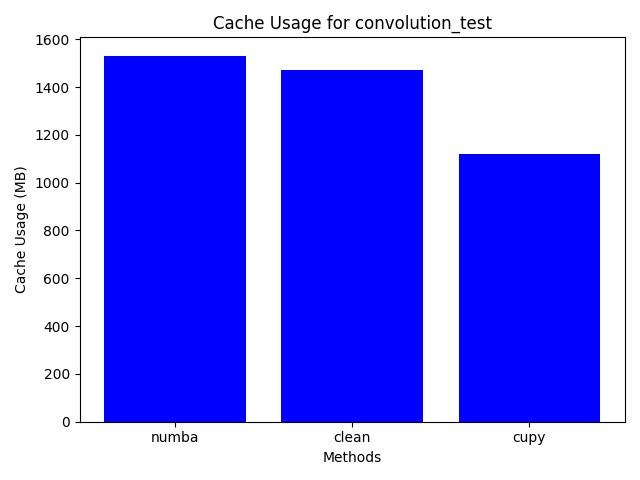 Cache Usage for convolution_test
1600
1400
1200
1000
800
600
400
200
0
Cache Usage (MB)
numba clean cupy
Methods